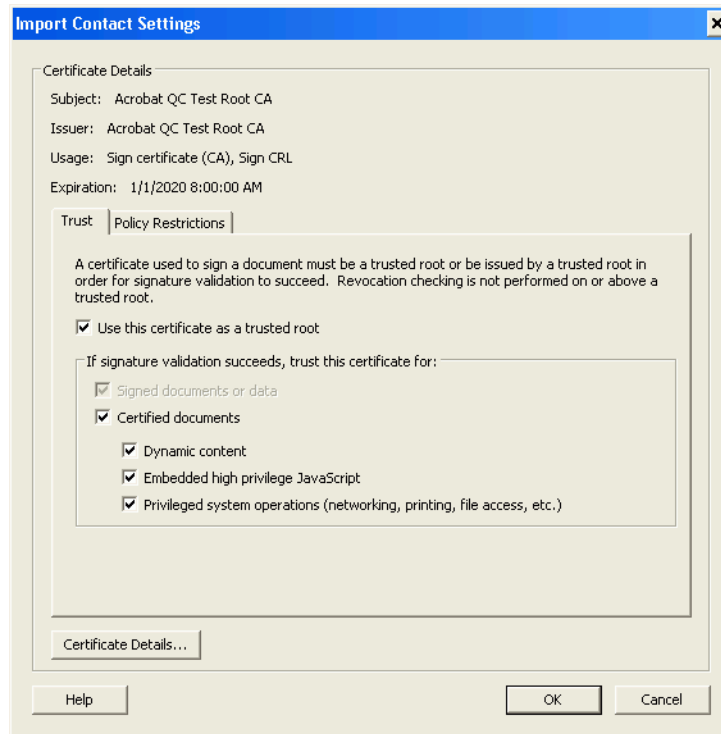 Import Contact Settings
Certificate Details
Subject: Acrobat QC Test Root CA
Issuer: Acrobat QC Test Root CA
Usage: Sign certificate (CA), Sign CRL
Expiration: 1/1/2020 8:00:00 AM
Trust Policy Restrictions
A certificate used to sign a document must be a trusted root or be issued by a trusted root in
order for signature validation to succeed. Revocation checking is not performed on or above a
trusted root.
Use this certificate as a trusted root
If signature validation succeeds, trust this certificate for:
Signed documents or data
Certified documents
Dynamic content
Embedded high privilege JavaScript
Privileged system operations (networking, printing, file access, etc.)
Certificate Details...
Help OK Cancel